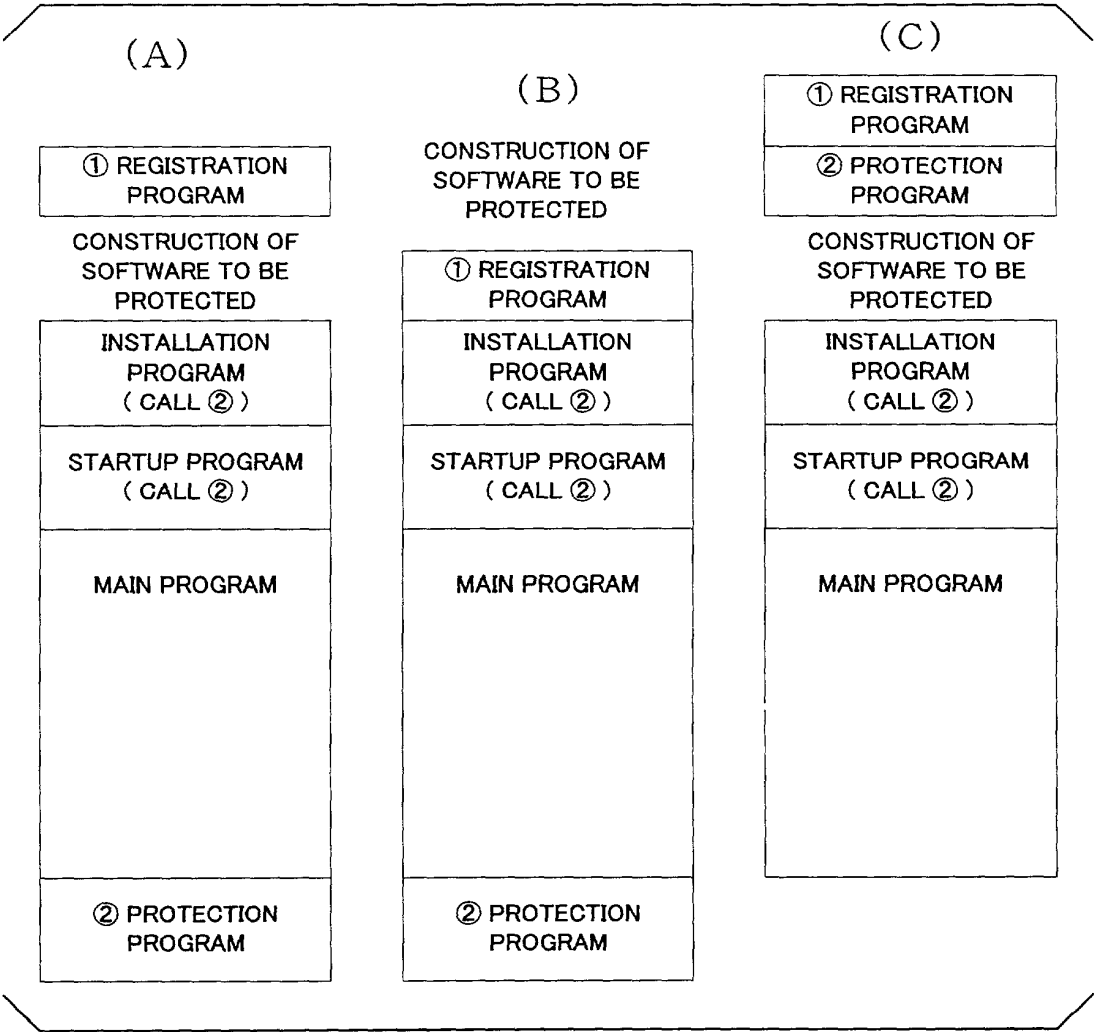 (A)
① REGISTRATION
PROGRAM
CONSTRUCTION OF
SOFTWARE TO BE
PROTECTED
INSTALLATION
PROGRAM
( CALL ② )
STARTUP PROGRAM
( CALL ② )
MAIN PROGRAM
② PROTECTION
PROGRAM
(B)
CONSTRUCTION OF
SOFTWARE TO BE
PROTECTED
① REGISTRATION
PROGRAM
INSTALLATION
PROGRAM
( CALL ② )
STARTUP PROGRAM
( CALL ② )
MAIN PROGRAM
② PROTECTION
PROGRAM
(C)
① REGISTRATION
PROGRAM
② PROTECTION
PROGRAM
CONSTRUCTION OF
SOFTWARE TO BE
PROTECTED
INSTALLATION
PROGRAM
( CALL ② )
STARTUP PROGRAM
( CALL ② )
MAIN PROGRAM